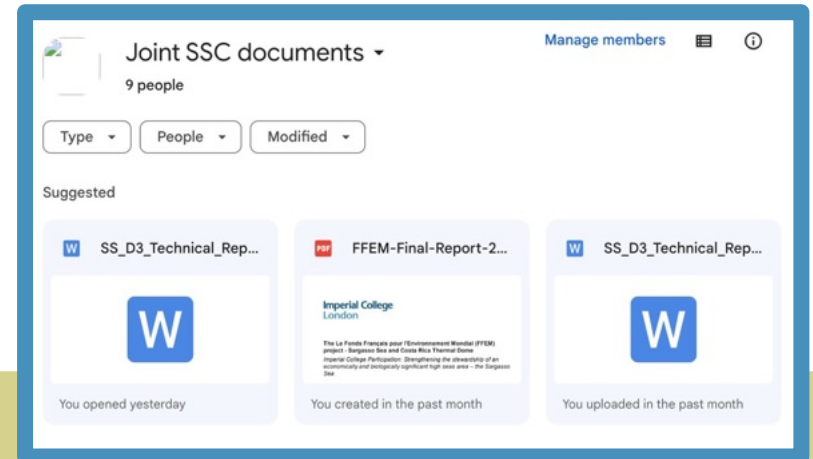 Joint SSC documents
Manage members
9 people
Type
People
Modified
Suggested
W SS_D3_Technical_Rep...
PDF FFEM-Final-Report-2...
W SS_D3_Technical_Rep...
W
Imperial College
London
The Le Fonds Français pour l'Environnement Mondial (FFEM)
project - Sargasso Sea and Costa Rica Thermal Dome
Imperial College Participation: Strengthening the stewardship of an
economically and biologically significant high seas area – the Sargasso
Sea
W
You opened yesterday
You created in the past month
You uploaded in the past month